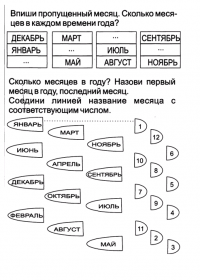 Впиши пропущенный месяц. Сколько меся-
цев в каждом времени года?
ДЕКАБРЬ МАРТ ... СЕНТЯБРЬ
ЯНВАРЬ ... ИЮЛЬ ...
... МАЙ АВГУСТ НОЯБРЬ
Сколько месяцев в году? Назови первый
месяц в году, последний месяц.
Соедини линией название месяца с
соответствующим числом.
ЯНВАРЬ
МАРТ
1
12
НОЯБРЬ
ИЮНЬ
6
АПРЕЛЬ
10
8
СЕНТЯБРЬ
5
ДЕКАБРЬ
7
ОКТЯБРЬ
9
ИЮЛЬ
4
ФЕВРАЛЬ
АВГУСТ
11
2
МАЙ
3